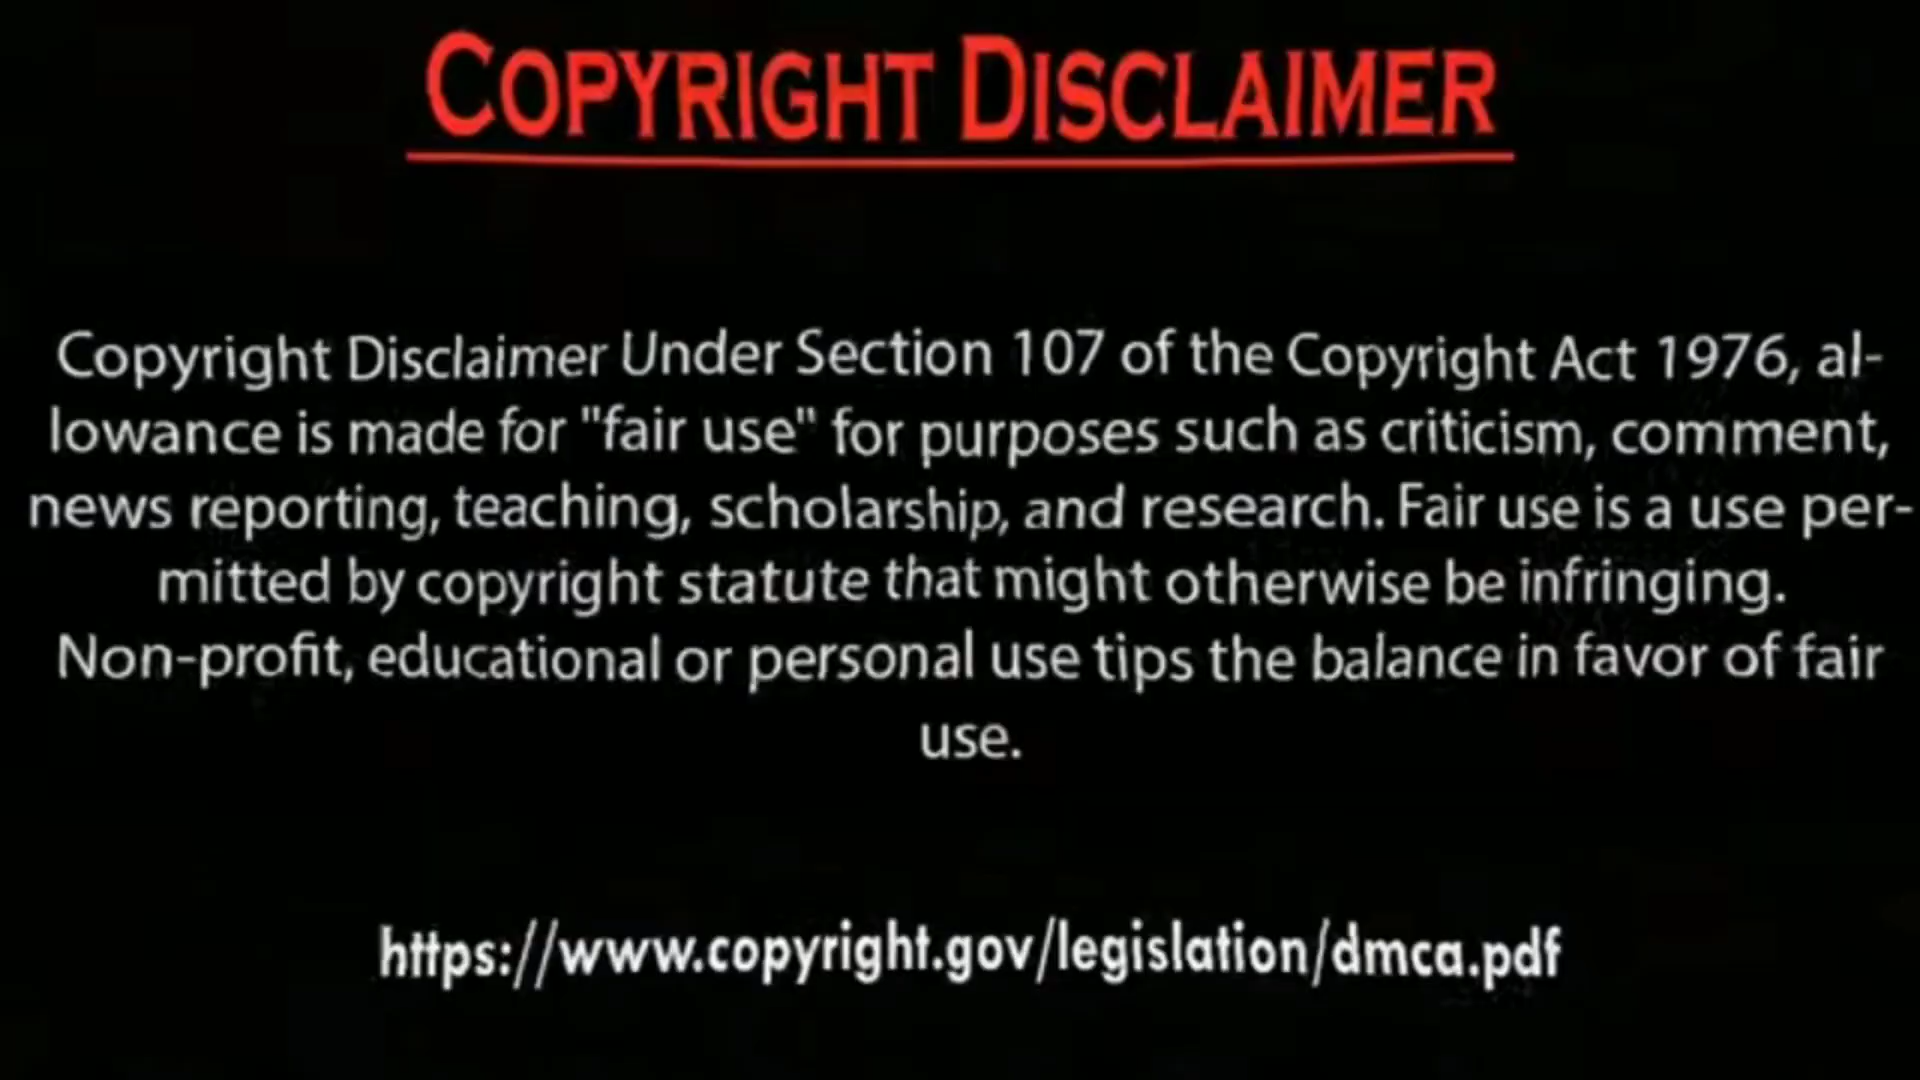 COPYRIGHT DISCLAIMER
Copyright Disclaimer Under Section 107 of the Copyright Act 1976, al-
lowance is made for "fair use" for purposes such as criticism, comment,
news reporting, teaching, scholarship, and research. Fair use is a use per-
mitted by copyright statute that might otherwise be infringing.
Non-profit, educational or personal use tips the balance in favor of fair
use.
https://www.copyright.gov/legislation/dmca.pdf